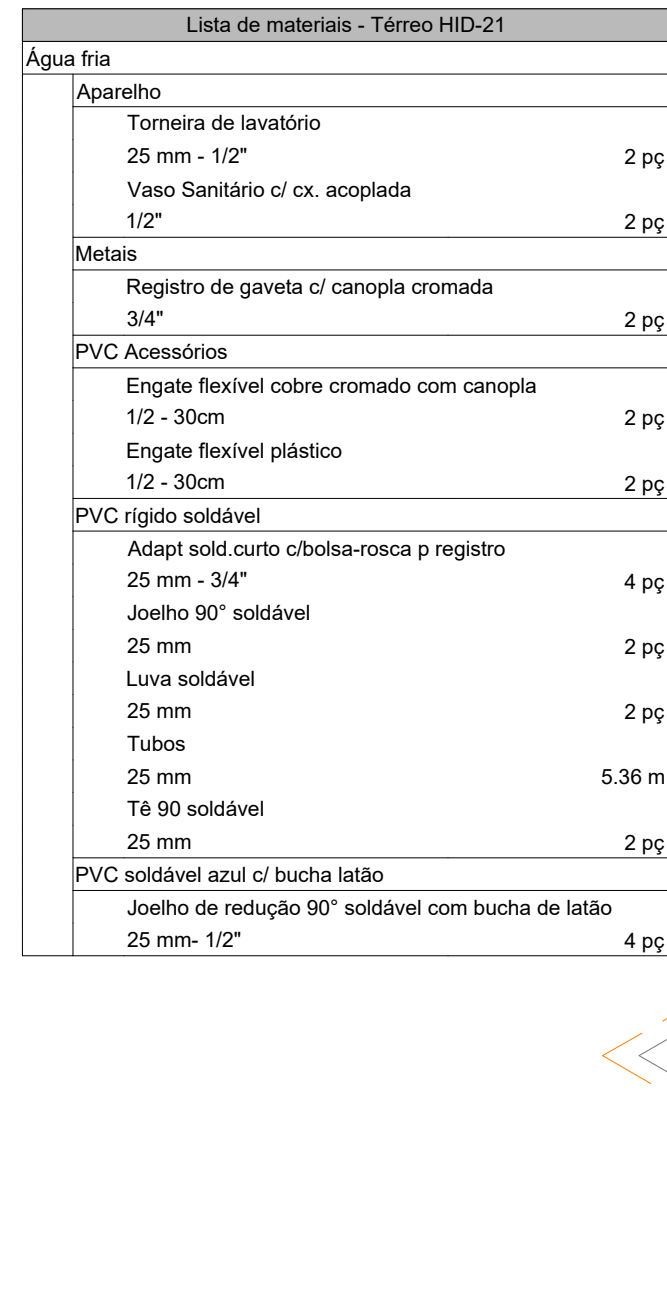 Lista de materiais - Térreo HID-21
Água fria
Aparelho
Torneira de lavatório
25 mm - 1/2" 2 pç
Vaso Sanitário c/ cx. acoplada
1/2" 2 pç
Metais
Registro de gaveta c/ canopla cromada
3/4" 2 pç
PVC Acessórios
Engate flexível cobre cromado com canopla
1/2 - 30cm 2 pç
Engate flexível plástico
1/2 - 30cm 2 pç
PVC rígido soldável
Adapt sold.curto c/bolsa-rosca p registro
25 mm - 3/4" 4 pç
Joelho 90° soldável
25 mm 2 pç
Luva soldável
25 mm 2 pç
Tubos
25 mm 5.36 m
Tê 90 soldável
25 mm 2 pç
PVC soldável azul c/ bucha latão
Joelho de redução 90° soldável com bucha de latão
25 mm- 1/2" 4 pç